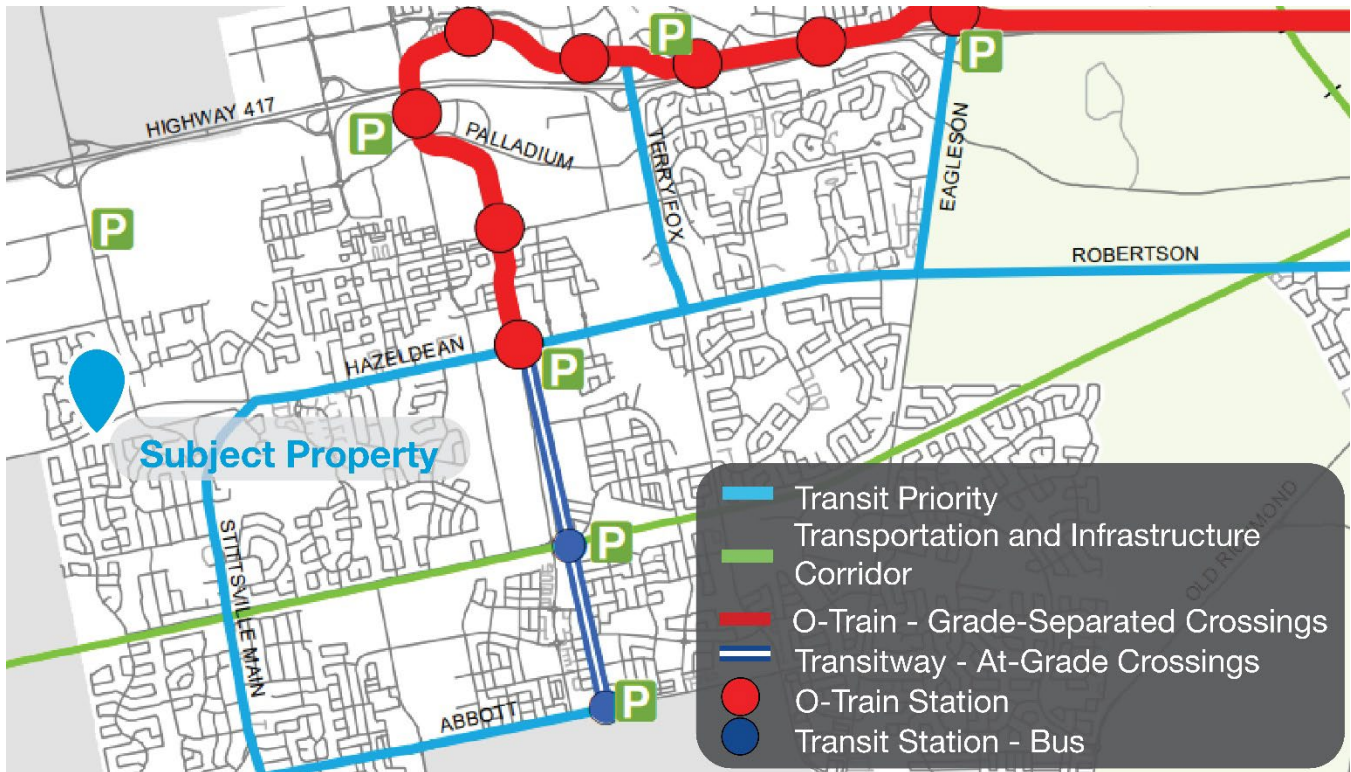 P
P
HIGHWAY 417
P
PALLADIUM
TERRY FOX
EAGLESON
P
ROBERTSON
HAZELDEAN
P
Subject Property
STITTSVILLE MAIN
P
ABBOTT
P
OLD RICHMOND
Transit Priority
Transportation and Infrastructure
Corridor
O-Train - Grade-Separated Crossings
Transitway - At-Grade Crossings
O-Train Station
Transit Station - Bus